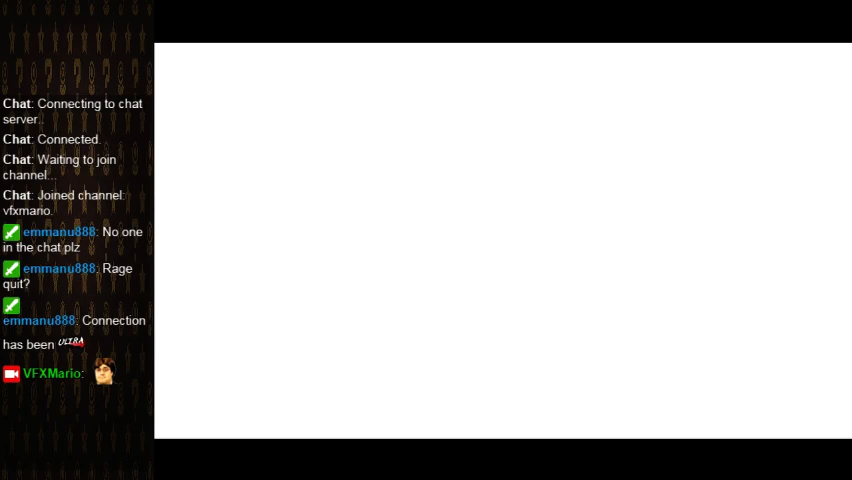 Chat: Connecting to chat
server..
Chat: Connected.
Chat: Waiting to join
channel...
Chat: Joined channel:
vfxmario.
emmanu888: No one
in the chat plz
emmanu888: Rage
quit?
emmanu888: Connection
has been ULTRA
VFXMario: